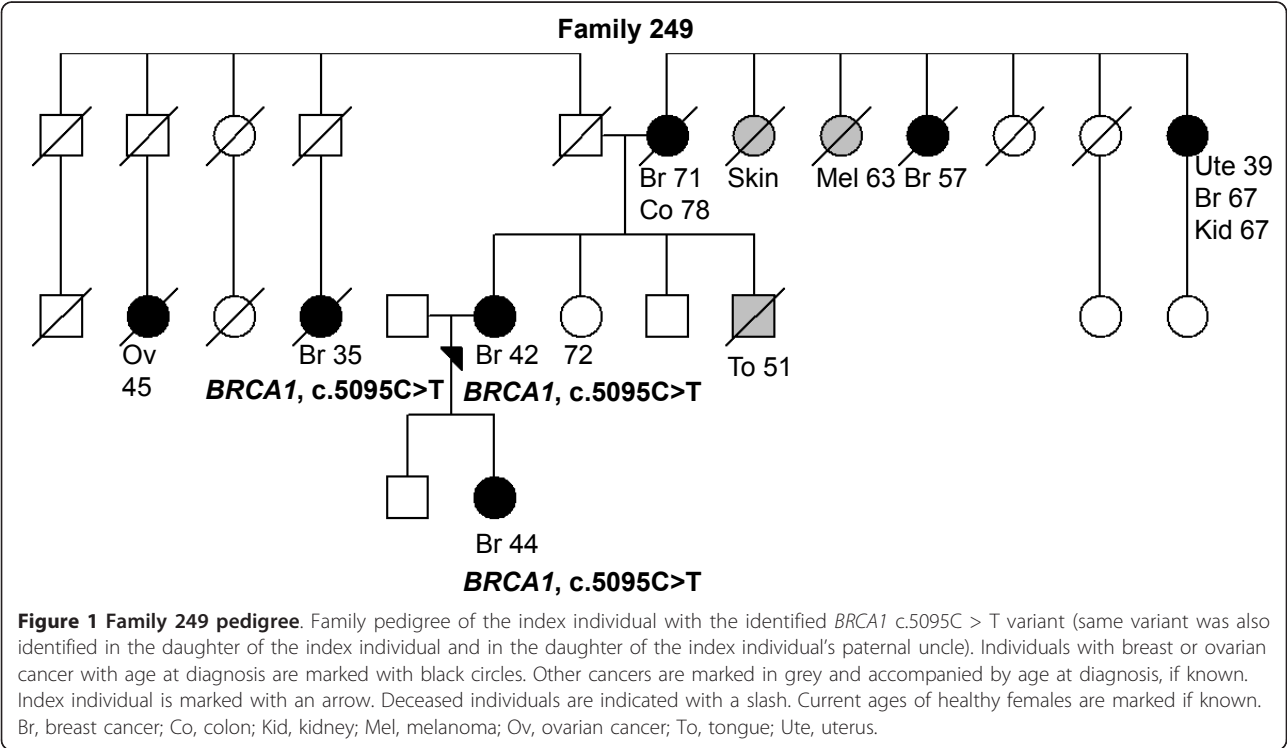 Family 249
Br 71
Co 78
Skin
Mel 63
Br 57
Ute 39
Br 67
Kid 67
Ov
45
Br 35
BRCA1, c.5095C>T
Br 42
BRCA1, c.5095C>T
72
To 51
Br 44
BRCA1, c.5095C>T
Figure 1 Family 249 pedigree. Family pedigree of the index individual with the identified BRCA1 c.5095C > T variant (same variant was also
identified in the daughter of the index individual and in the daughter of the index individual's paternal uncle). Individuals with breast or ovarian
cancer with age at diagnosis are marked with black circles. Other cancers are marked in grey and accompanied by age at diagnosis, if known.
Index individual is marked with an arrow. Deceased individuals are indicated with a slash. Current ages of healthy females are marked if known.
Br, breast cancer; Co, colon; Kid, kidney; Mel, melanoma; Ov, ovarian cancer; To, tongue; Ute, uterus.